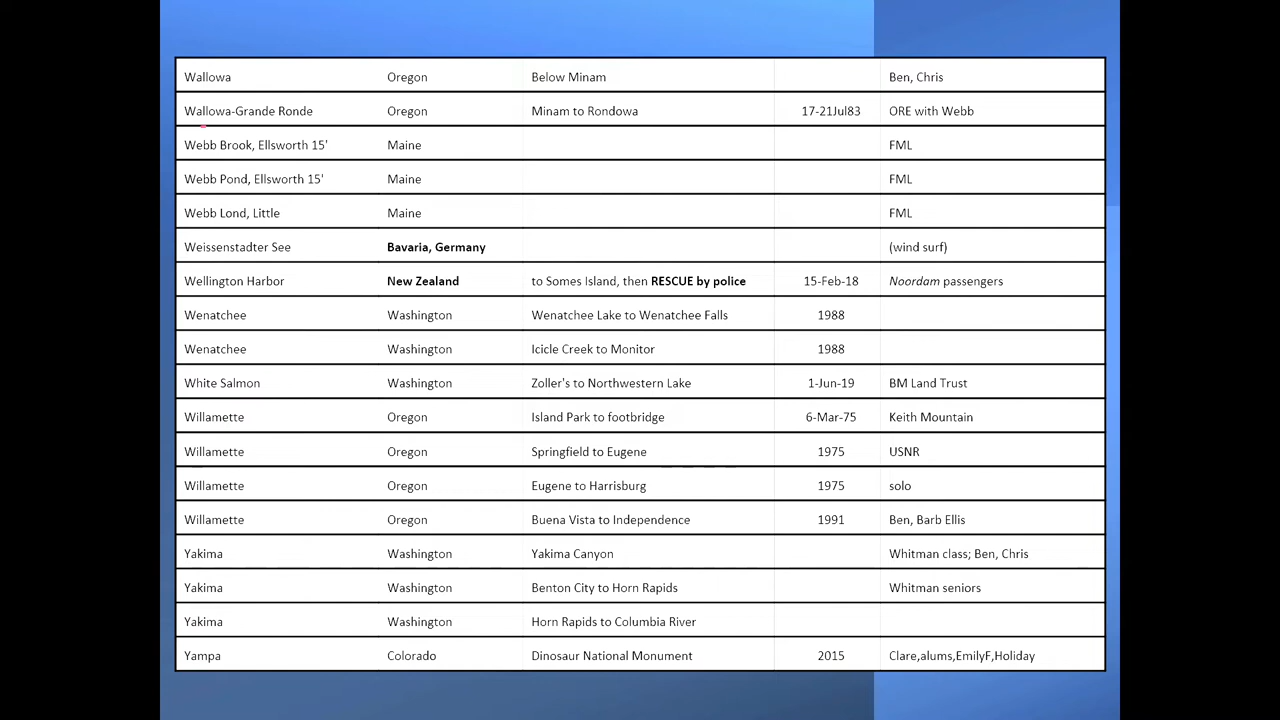 Wallowa Oregon Below Minam Ben, Chris
Wallowa-Grande Ronde Oregon Minam to Rondowa 17-21Jul83 ORE with Webb
Webb Brook, Ellsworth 15' Maine FML
Webb Pond, Ellsworth 15' Maine FML
Webb Lond, Little Maine FML
Weissenstadter See Bavaria, Germany (wind surf)
Wellington Harbor New Zealand to Somes Island, then RESCUE by police 15-Feb-18 Noordam passengers
Wenatchee Washington Wenatchee Lake to Wenatchee Falls 1988
Wenatchee Washington Icicle Creek to Monitor 1988
White Salmon Washington Zoller's to Northwestern Lake 1-Jun-19 BM Land Trust
Willamette Oregon Island Park to footbridge 6-Mar-75 Keith Mountain
Willamette Oregon Springfield to Eugene 1975 USNR
Willamette Oregon Eugene to Harrisburg 1975 solo
Willamette Oregon Buena Vista to Independence 1991 Ben, Barb Ellis
Yakima Washington Yakima Canyon Whitman class; Ben, Chris
Yakima Washington Benton City to Horn Rapids Whitman seniors
Yakima Washington Horn Rapids to Columbia River
Yampa Colorado Dinosaur National Monument 2015 Clare,alums,EmilyF,Holiday